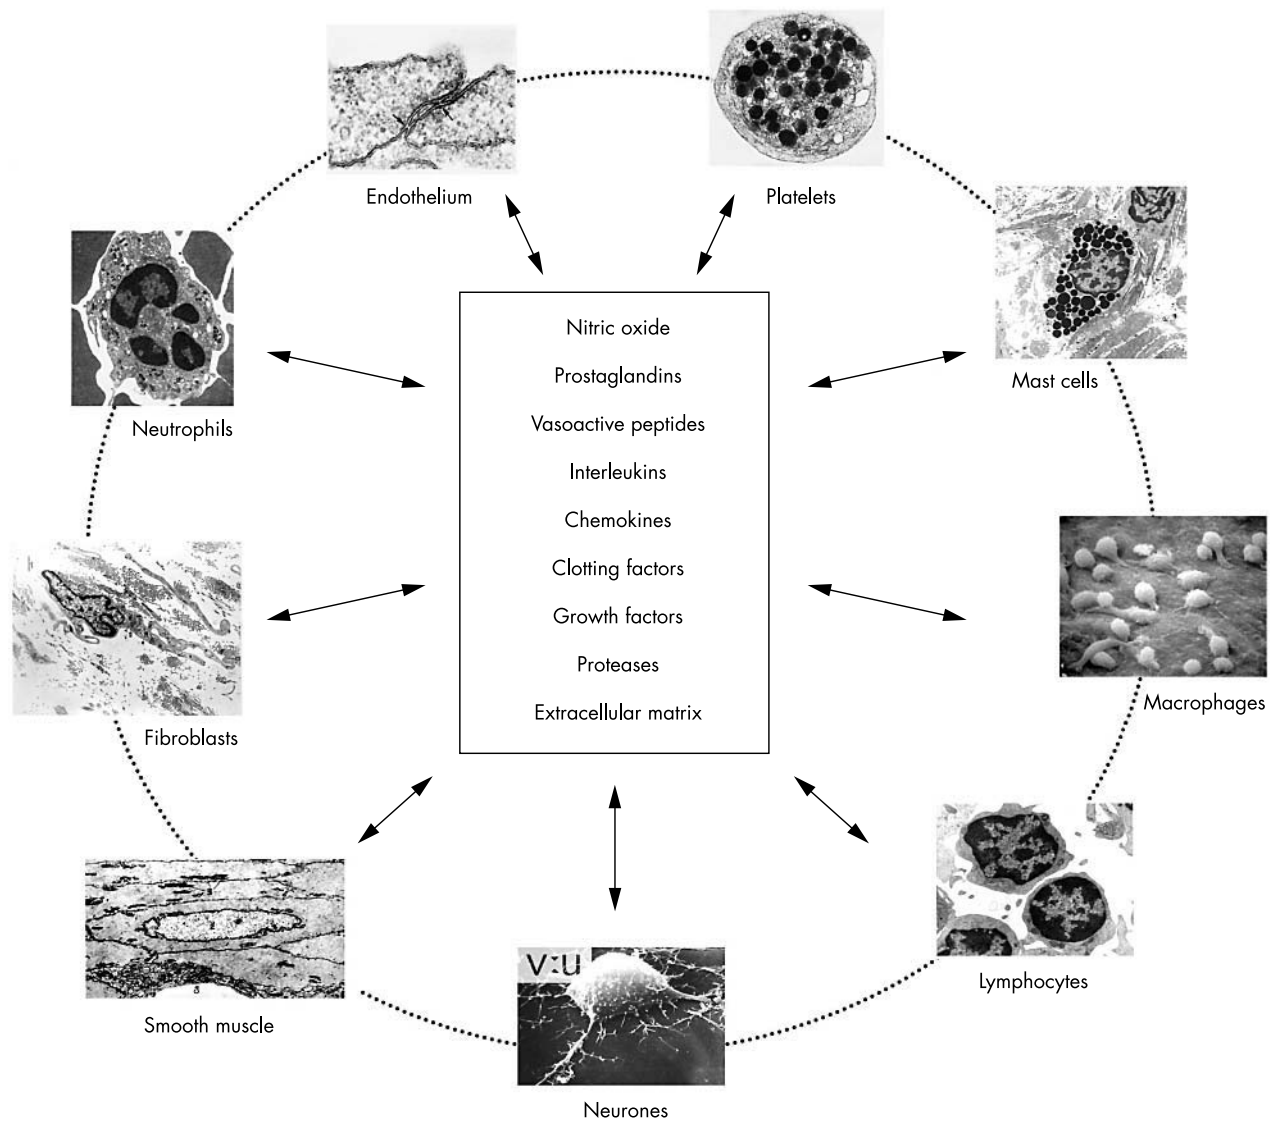 Endothelium
Platelets
Mast cells
Neutrophils
Nitric oxide
Prostaglandins
Vasoactive peptides
Interleukins
Chemokines
Clotting factors
Growth factors
Proteases
Extracellular matrix
Macrophages
Fibroblasts
Lymphocytes
Smooth muscle
V:U
Neurones